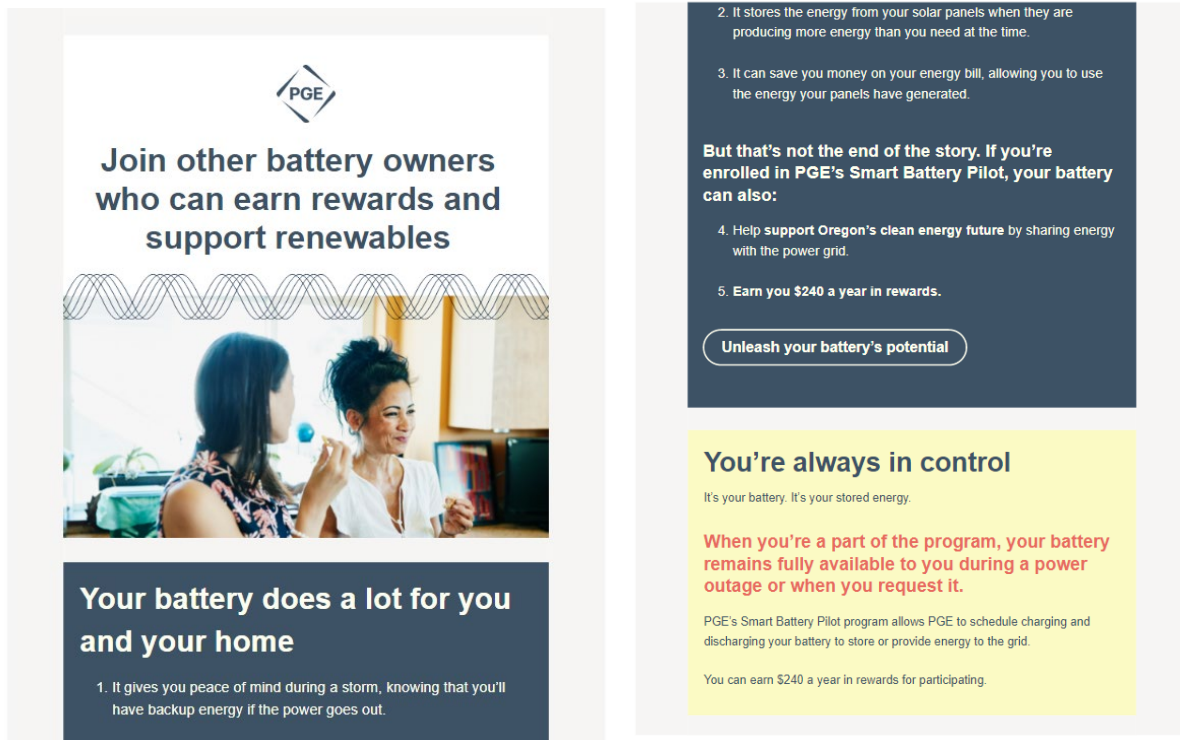 PGE
Join other battery owners
who can earn rewards and
support renewables
Your battery does a lot for you
and your home
1. It gives you peace of mind during a storm, knowing that you’ll
have backup energy if the power goes out.
2. It stores the energy from your solar panels when they are
producing more energy than you need at the time.
3. It can save you money on your energy bill, allowing you to use
the energy your panels have generated.
But that’s not the end of the story. If you’re
enrolled in PGE’s Smart Battery Pilot, your battery
can also:
4. Help support Oregon’s clean energy future by sharing energy
with the power grid.
5. Earn you $240 a year in rewards.
Unleash your battery’s potential
You’re always in control
It’s your battery. It’s your stored energy.
When you’re a part of the program, your battery
remains fully available to you during a power
outage or when you request it.
PGE’s Smart Battery Pilot program allows PGE to schedule charging and
discharging your battery to store or provide energy to the grid.
You can earn $240 a year in rewards for participating.